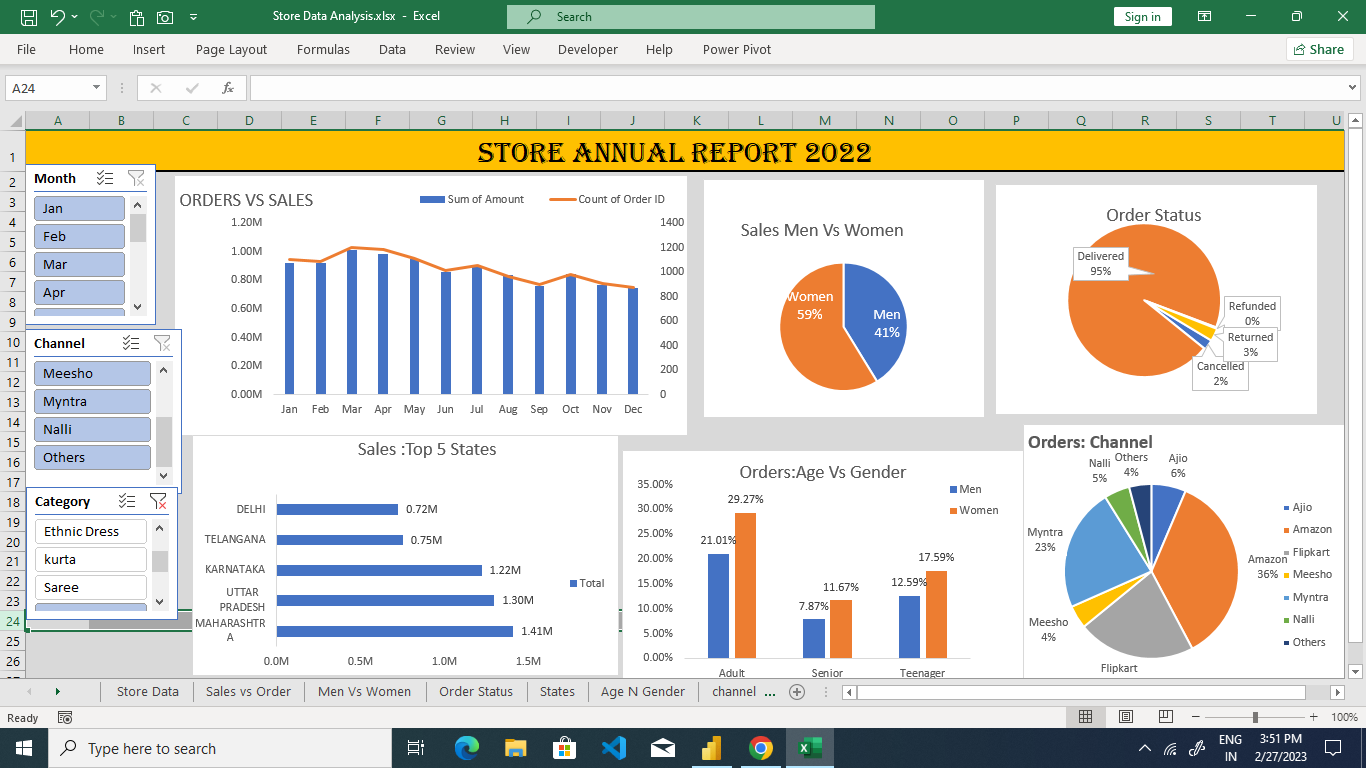 Store Data Analysis.xlsx - Excel
Search
Sign in
File Home Insert Page Layout Formulas Data Review View Developer Help Power Pivot
Share
A24
fx
A B C D E F G H I J K L M N O P Q R S T U
1
2
3
4
5
6
7
8
9
10
11
12
13
14
15
16
17
18
19
20
21
22
23
24
25
26
STORE ANNUAL REPORT 2022
Month
Jan
Feb
Mar
Apr
Channel
Meesho
Myntra
Nalli
Others
Category
Ethnic Dress
kurta
Saree
ORDERS VS SALES
Sum of Amount Count of Order ID
1.20M
1.00M
0.80M
0.60M
0.40M
0.20M
0.00M
1400
1200
1000
800
600
400
200
0
Jan Feb Mar Apr May Jun Jul Aug Sep Oct Nov Dec
Sales Men Vs Women
Women
59%
Men
41%
Order Status
Delivered
95%
Refunded
0%
Returned
3%
Cancelled
2%
Sales :Top 5 States
DELHI 0.72M
TELANGANA 0.75M
KARNATAKA 1.22M
UTTAR
PRADESH
1.30M
MAHARASHTR
A
1.41M
0.0M 0.5M 1.0M 1.5M
Total
Orders:Age Vs Gender
35.00%
30.00%
25.00%
20.00%
15.00%
10.00%
5.00%
0.00%
21.01% 29.27%
7.87% 11.67%
12.59% 17.59%
Adult Senior Teenager
Men
Women
Orders: Channel
Ajio
6%
Amazon
36%
Flipkart
Meesho
4%
Myntra
23%
Nalli
5%
Others
4%
Ajio
Amazon
Flipkart
Meesho
Myntra
Nalli
Others
Store Data Sales vs Order Men Vs Women Order Status States Age N Gender channel ...
Ready
100%
Type here to search
ENG
IN
3:51 PM
2/27/2023